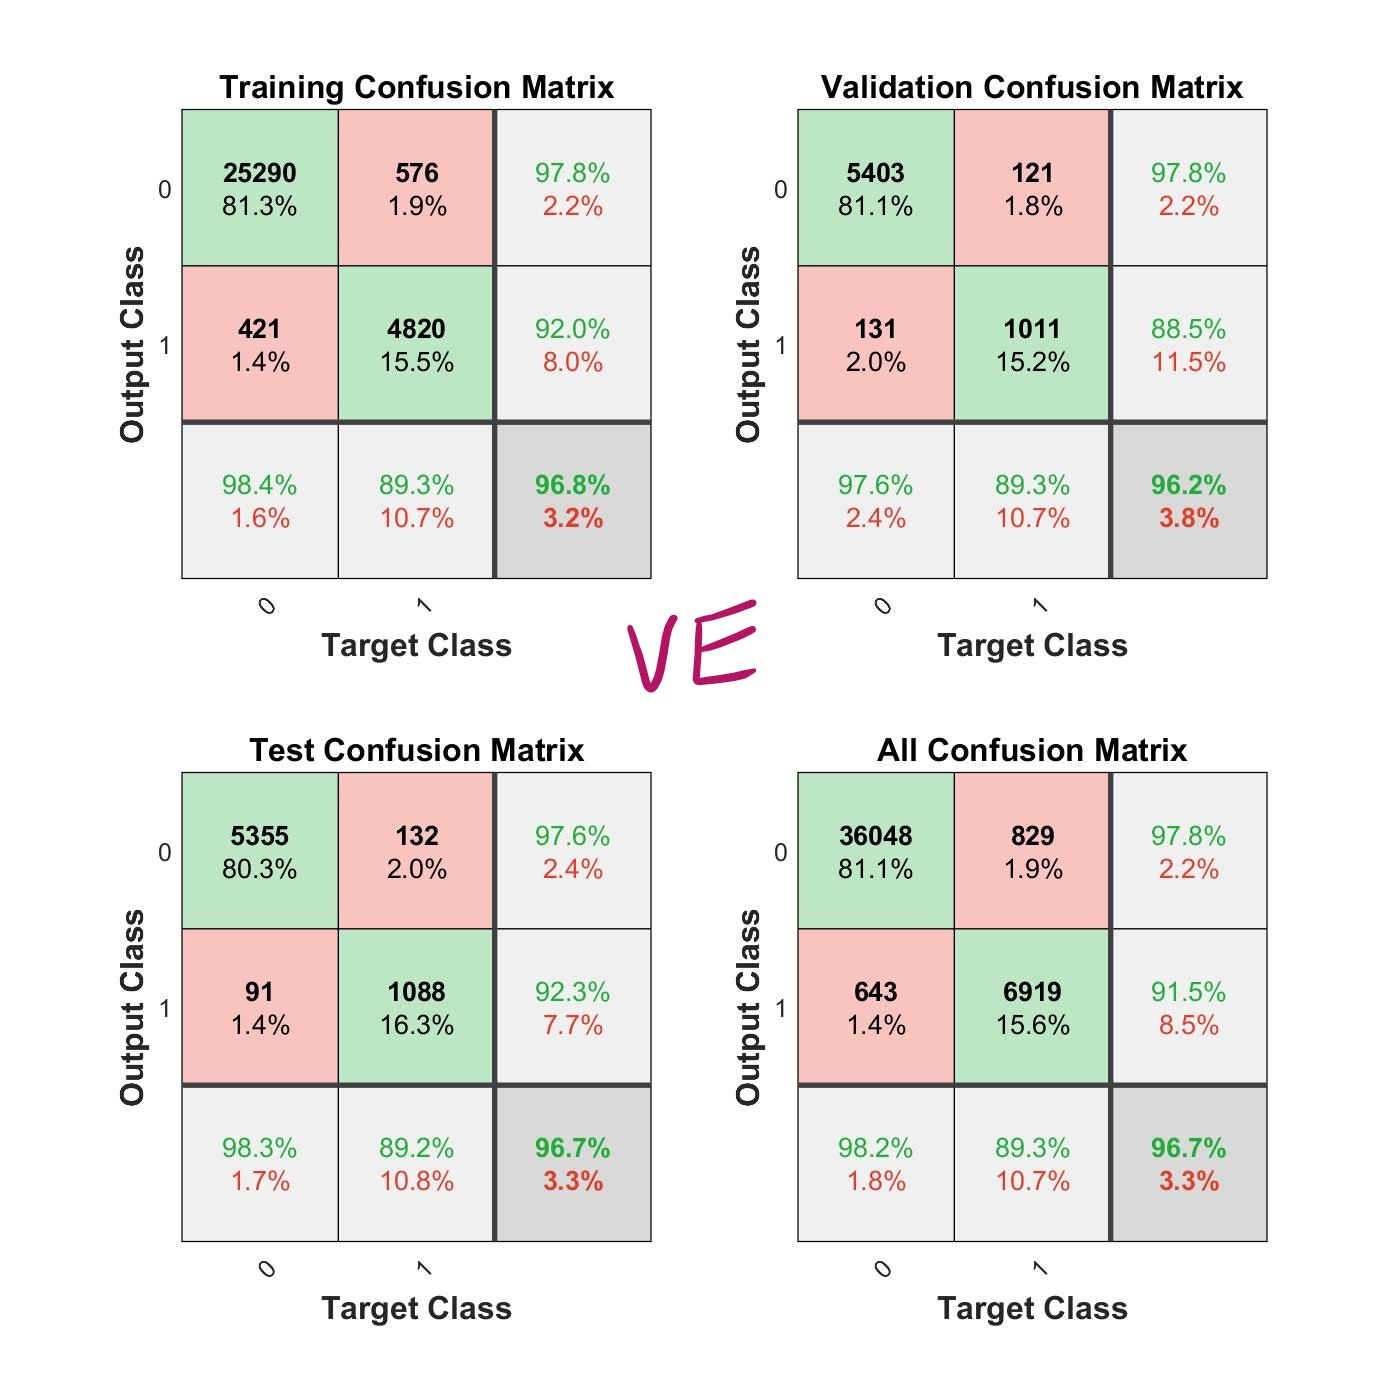 Training Confusion Matrix
25290 576 97.8%
0
81.3% 1.9% 2.2%
421 4820 92.0%
1
1.4% 15.5% 8.0%
98.4% 89.3% 96.8%
1.6% 10.7% 3.2%
Output Class
0 1
Target Class
Validation Confusion Matrix
5403 121 97.8%
0
81.1% 1.8% 2.2%
131 1011 88.5%
1
2.0% 15.2% 11.5%
97.6% 89.3% 96.2%
2.4% 10.7% 3.8%
Output Class
0 1
Target Class
VE
Test Confusion Matrix
5355 132 97.6%
0
80.3% 2.0% 2.4%
91 1088 92.3%
1
1.4% 16.3% 7.7%
98.3% 89.2% 96.7%
1.7% 10.8% 3.3%
Output Class
0 1
Target Class
All Confusion Matrix
36048 829 97.8%
0
81.1% 1.9% 2.2%
643 6919 91.5%
1
1.4% 15.6% 8.5%
98.2% 89.3% 96.7%
1.8% 10.7% 3.3%
Output Class
0 1
Target Class